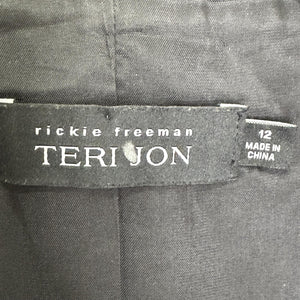 rickie freeman
TERI JON
12
MADE IN
CHINA